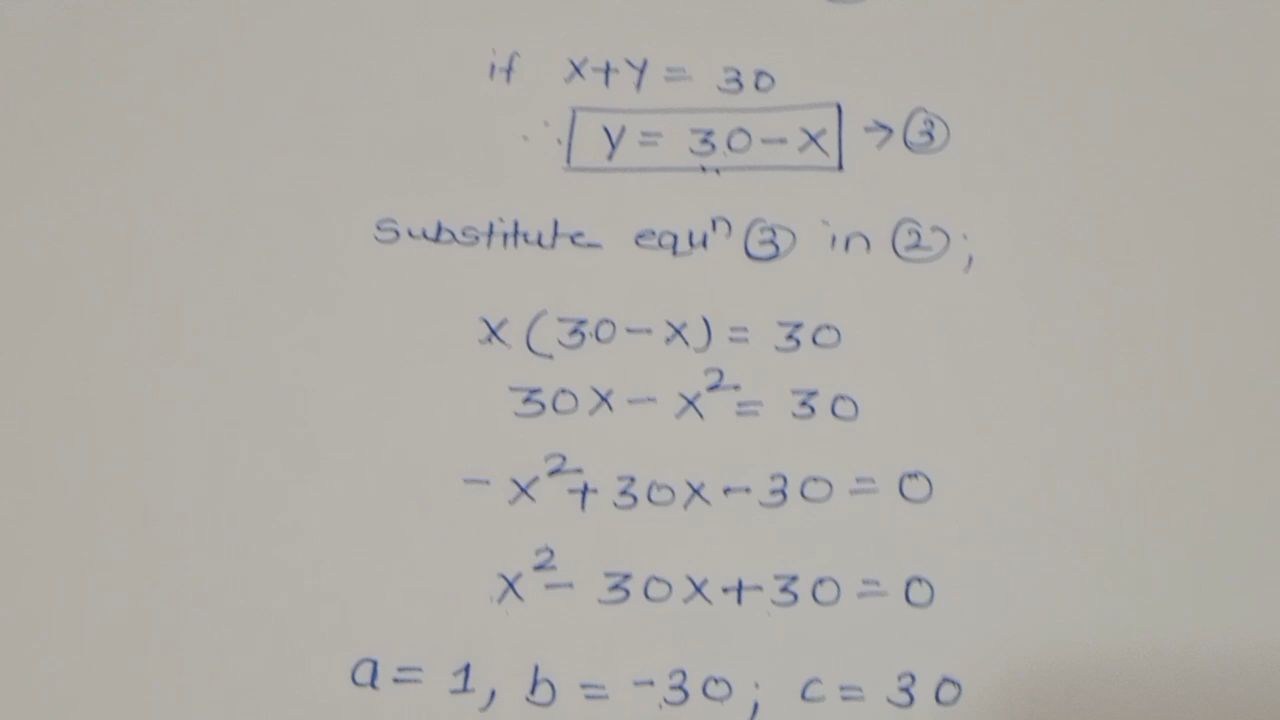 if x+y = 30
∴ y = 30-x → ③
Substitute equⁿ ③ in ②;
x(30-x) = 30
30x - x² = 30
-x²+30x-30=0
x²- 30x+30=0
a= 1, b = -30; c= 30